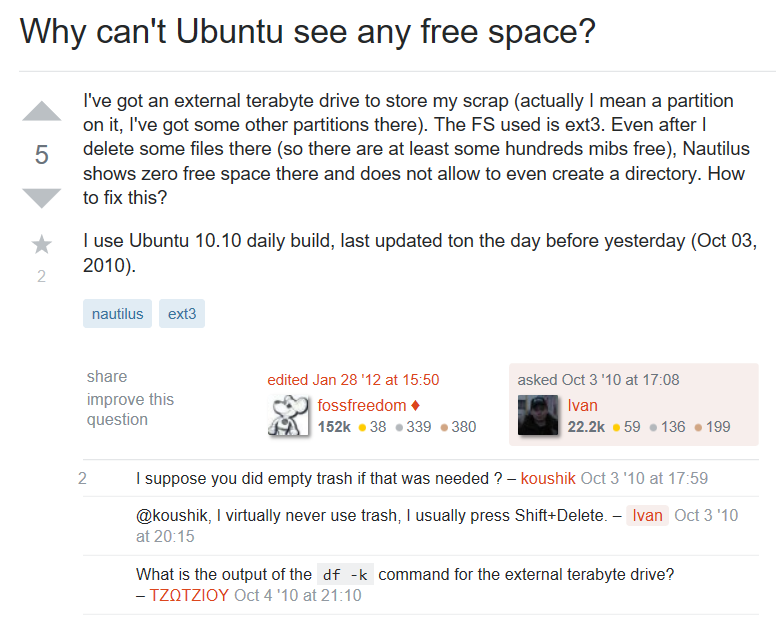 Why can't Ubuntu see any free space?
I've got an external terabyte drive to store my scrap (actually I mean a partition
on it, I've got some other partitions there). The FS used is ext3. Even after I
5
delete some files there (so there are at least some hundreds mibs free), Nautilus
shows zero free space there and does not allow to even create a directory. How
to fix this?
I use Ubuntu 10.10 daily build, last updated ton the day before yesterday (Oct 03,
2
2010).
nautilus ext3
share
improve this
question
edited Jan 28 '12 at 15:50
fossfreedom ♦
152k ●38 ●339 ●380
asked Oct 3 '10 at 17:08
Ivan
22.2k ●59 ●136 ●199
2 I suppose you did empty trash if that was needed ? – koushik Oct 3 '10 at 17:59
@koushik, I virtually never use trash, I usually press Shift+Delete. – Ivan Oct 3 '10
at 20:15
What is the output of the df -k command for the external terabyte drive?
– ΤΖΩΤΖΙΟΥ Oct 4 '10 at 21:10